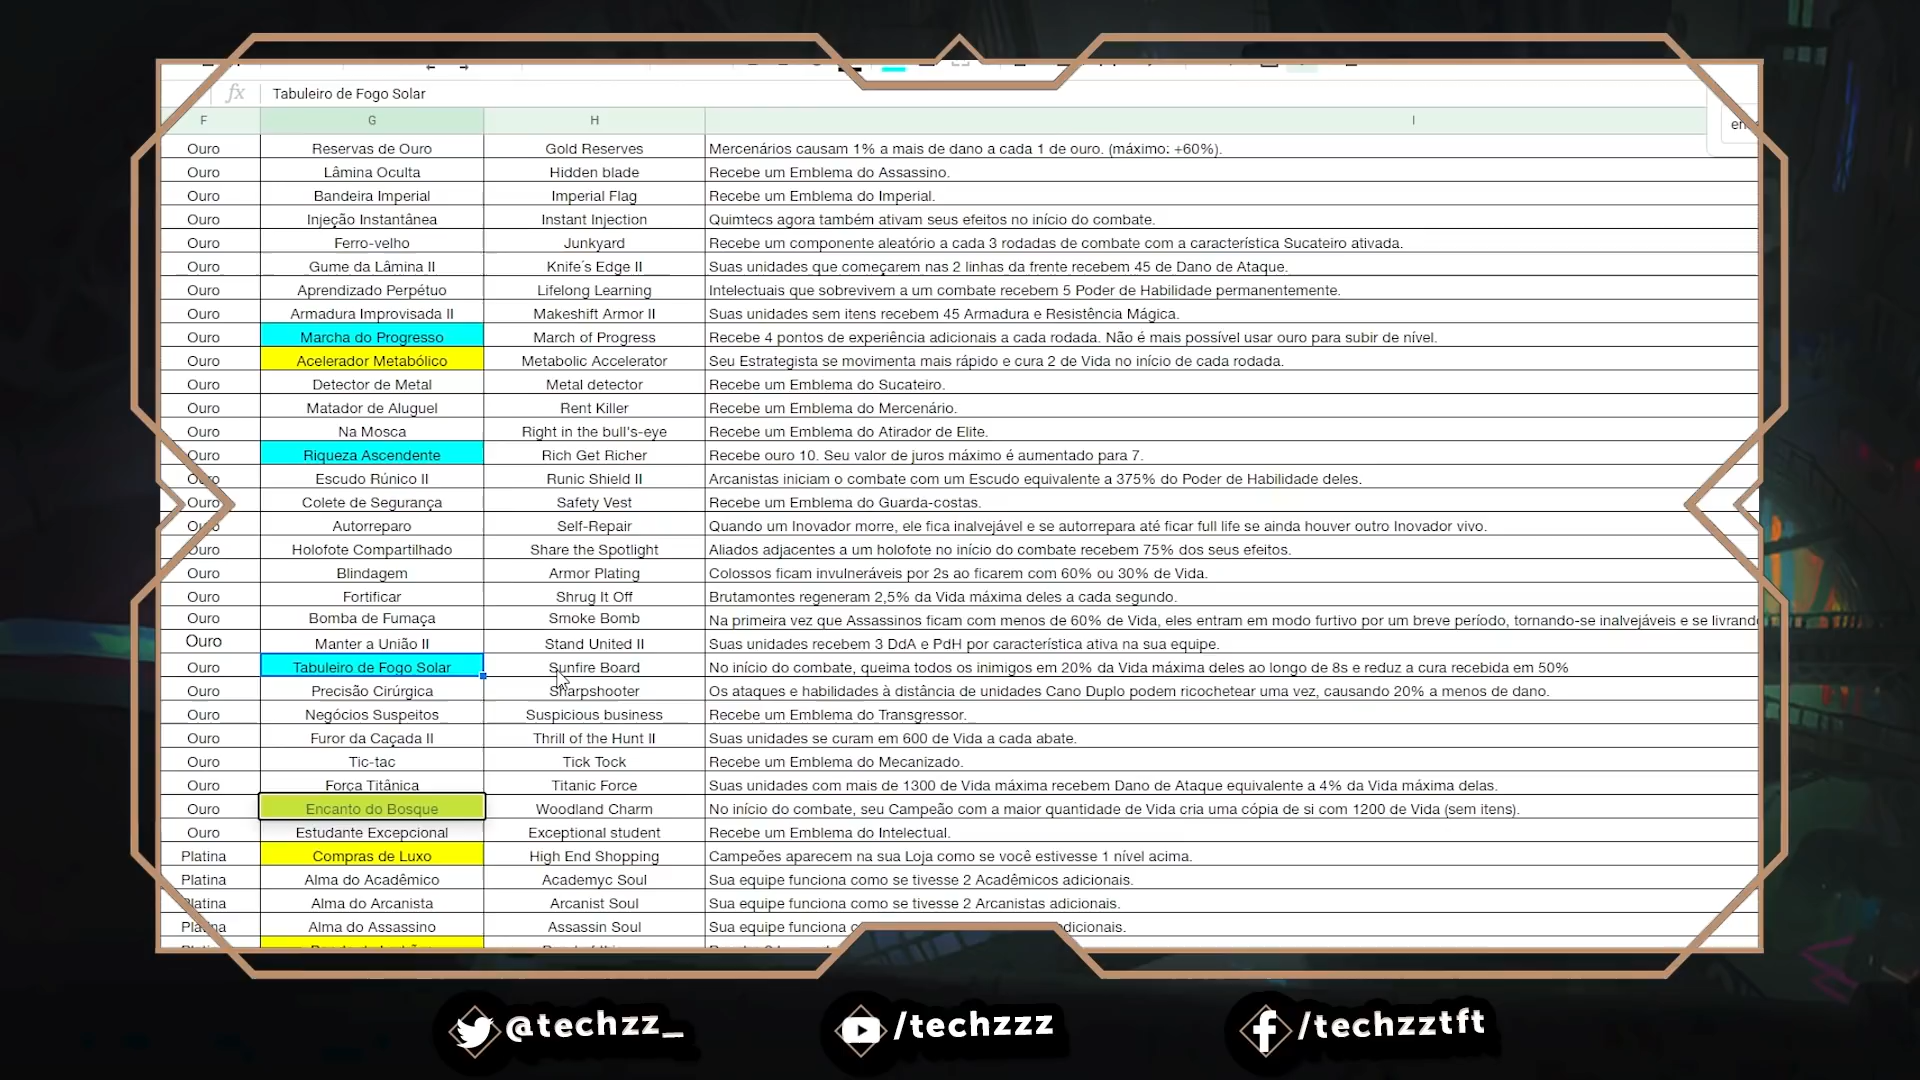 fx Tabuleiro de Fogo Solar
F G H I
Ouro Reservas de Ouro Gold Reserves Mercenários causam 1% a mais de dano a cada 1 de ouro. (máximo: +60%).
Ouro Lâmina Oculta Hidden blade Recebe um Emblema do Assassino.
Ouro Bandeira Imperial Imperial Flag Recebe um Emblema do Imperial.
Ouro Injeção Instantânea Instant Injection Quimtecs agora também ativam seus efeitos no início do combate.
Ouro Ferro-velho Junkyard Recebe um componente aleatório a cada 3 rodadas de combate com a característica Sucateiro ativada.
Ouro Gume da Lâmina II Knife´s Edge II Suas unidades que começarem nas 2 linhas da frente recebem 45 de Dano de Ataque.
Ouro Aprendizado Perpétuo Lifelong Learning Intelectuais que sobrevivem a um combate recebem 5 Poder de Habilidade permanentemente.
Ouro Armadura Improvisada II Makeshift Armor II Suas unidades sem itens recebem 45 Armadura e Resistência Mágica.
Ouro Marcha do Progresso March of Progress Recebe 4 pontos de experiência adicionais a cada rodada. Não é mais possível usar ouro para subir de nível.
Ouro Acelerador Metabólico Metabolic Accelerator Seu Estrategista se movimenta mais rápido e cura 2 de Vida no início de cada rodada.
Ouro Detector de Metal Metal detector Recebe um Emblema do Sucateiro.
Ouro Matador de Aluguel Rent Killer Recebe um Emblema do Mercenário.
Ouro Na Mosca Right in the bull's-eye Recebe um Emblema do Atirador de Elite.
Ouro Riqueza Ascendente Rich Get Richer Recebe ouro 10. Seu valor de juros máximo é aumentado para 7.
Ouro Escudo Rúnico II Runic Shield II Arcanistas iniciam o combate com um Escudo equivalente a 375% do Poder de Habilidade deles.
Ouro Colete de Segurança Safety Vest Recebe um Emblema do Guarda-costas.
Ouro Autorreparo Self-Repair Quando um Inovador morre, ele fica inalvejável e se autorrepara até ficar full life se ainda houver outro Inovador vivo.
Ouro Holofote Compartilhado Share the Spotlight Aliados adjacentes a um holofote no início do combate recebem 75% dos seus efeitos.
Ouro Blindagem Armor Plating Colossos ficam invulneráveis por 2s ao ficarem com 60% ou 30% de Vida.
Ouro Fortificar Shrug It Off Brutamontes regeneram 2,5% da Vida máxima deles a cada segundo.
Ouro Bomba de Fumaça Smoke Bomb Na primeira vez que Assassinos ficam com menos de 60% de Vida, eles entram em modo furtivo por um breve período, tornando-se inalvejáveis e se livrando
Ouro Manter a União II Stand United II Suas unidades recebem 3 DdA e PdH por característica ativa na sua equipe.
Ouro Tabuleiro de Fogo Solar Sunfire Board No início do combate, queima todos os inimigos em 20% da Vida máxima deles ao longo de 8s e reduz a cura recebida em 50%
Ouro Precisão Cirúrgica Sharpshooter Os ataques e habilidades à distância de unidades Cano Duplo podem ricochetear uma vez, causando 20% a menos de dano.
Ouro Negócios Suspeitos Suspicious business Recebe um Emblema do Transgressor.
Ouro Furor da Caçada II Thrill of the Hunt II Suas unidades se curam em 600 de Vida a cada abate.
Ouro Tic-tac Tick Tock Recebe um Emblema do Mecanizado.
Ouro Força Titânica Titanic Force Suas unidades com mais de 1300 de Vida máxima recebem Dano de Ataque equivalente a 4% da Vida máxima delas.
Ouro Encanto do Bosque Woodland Charm No início do combate, seu Campeão com a maior quantidade de Vida cria uma cópia de si com 1200 de Vida (sem itens).
Ouro Estudante Excepcional Exceptional student Recebe um Emblema do Intelectual.
Platina Compras de Luxo High End Shopping Campeões aparecem na sua Loja como se você estivesse 1 nível acima.
Platina Alma do Acadêmico Academyc Soul Sua equipe funciona como se tivesse 2 Acadêmicos adicionais.
Platina Alma do Arcanista Arcanist Soul Sua equipe funciona como se tivesse 2 Arcanistas adicionais.
Platina Alma do Assassino Assassin Soul Sua equipe funciona dicionais.
@techzz_ /techzzz /techzztft